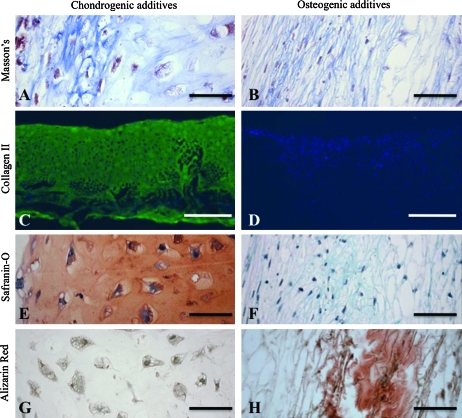 Chondrogenic additives
Osteogenic additives
Masson's
A
B
Collagen II
C
D
Safranin-O
E
F
Alizarin Red
G
H